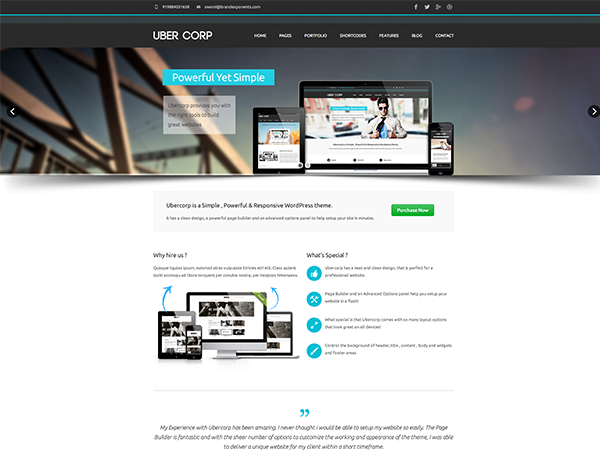 919884031638 swenil@brandexponents.com
UBER CORP HOME PAGES PORTFOLIO SHORTCODES FEATURES BLOG CONTACT
Powerful Yet Simple
Ubercorp provides you with
the right tools to build
great websites
UBER CORP
Ubercorp is a Simple , Powerful & Responsive WordPress theme.
It has a clean design, a powerful page builder and an advanced options panel to help setup your site in minutes.
Purchase Now
Why hire us ?
Quisque ligulas ipsum, euismod atras vulputate iltricies etri elit. Class aptent
taciti sociosqu ad litora torquent per conubia nostra, per inceptos himenaeos.
What's Special ?
Ubercorp has a neat and clean design, that is perfect for a
professional website.
Page Builder and an Advanced Options panel help you setup your
website in a flash!
What special is that Ubercorp comes with so many layout options
that look great on all devices!
Control the background of header, title , content , body and widgets
and footer areas
My Experience with Ubercorp has been amazing. I never thought i would be able to setup my website so easily. The Page
Builder is fantastic and with the sheer number of options to customize the working and appearance of the theme, I was able
to deliver a unique website for my client within a short timeframe.